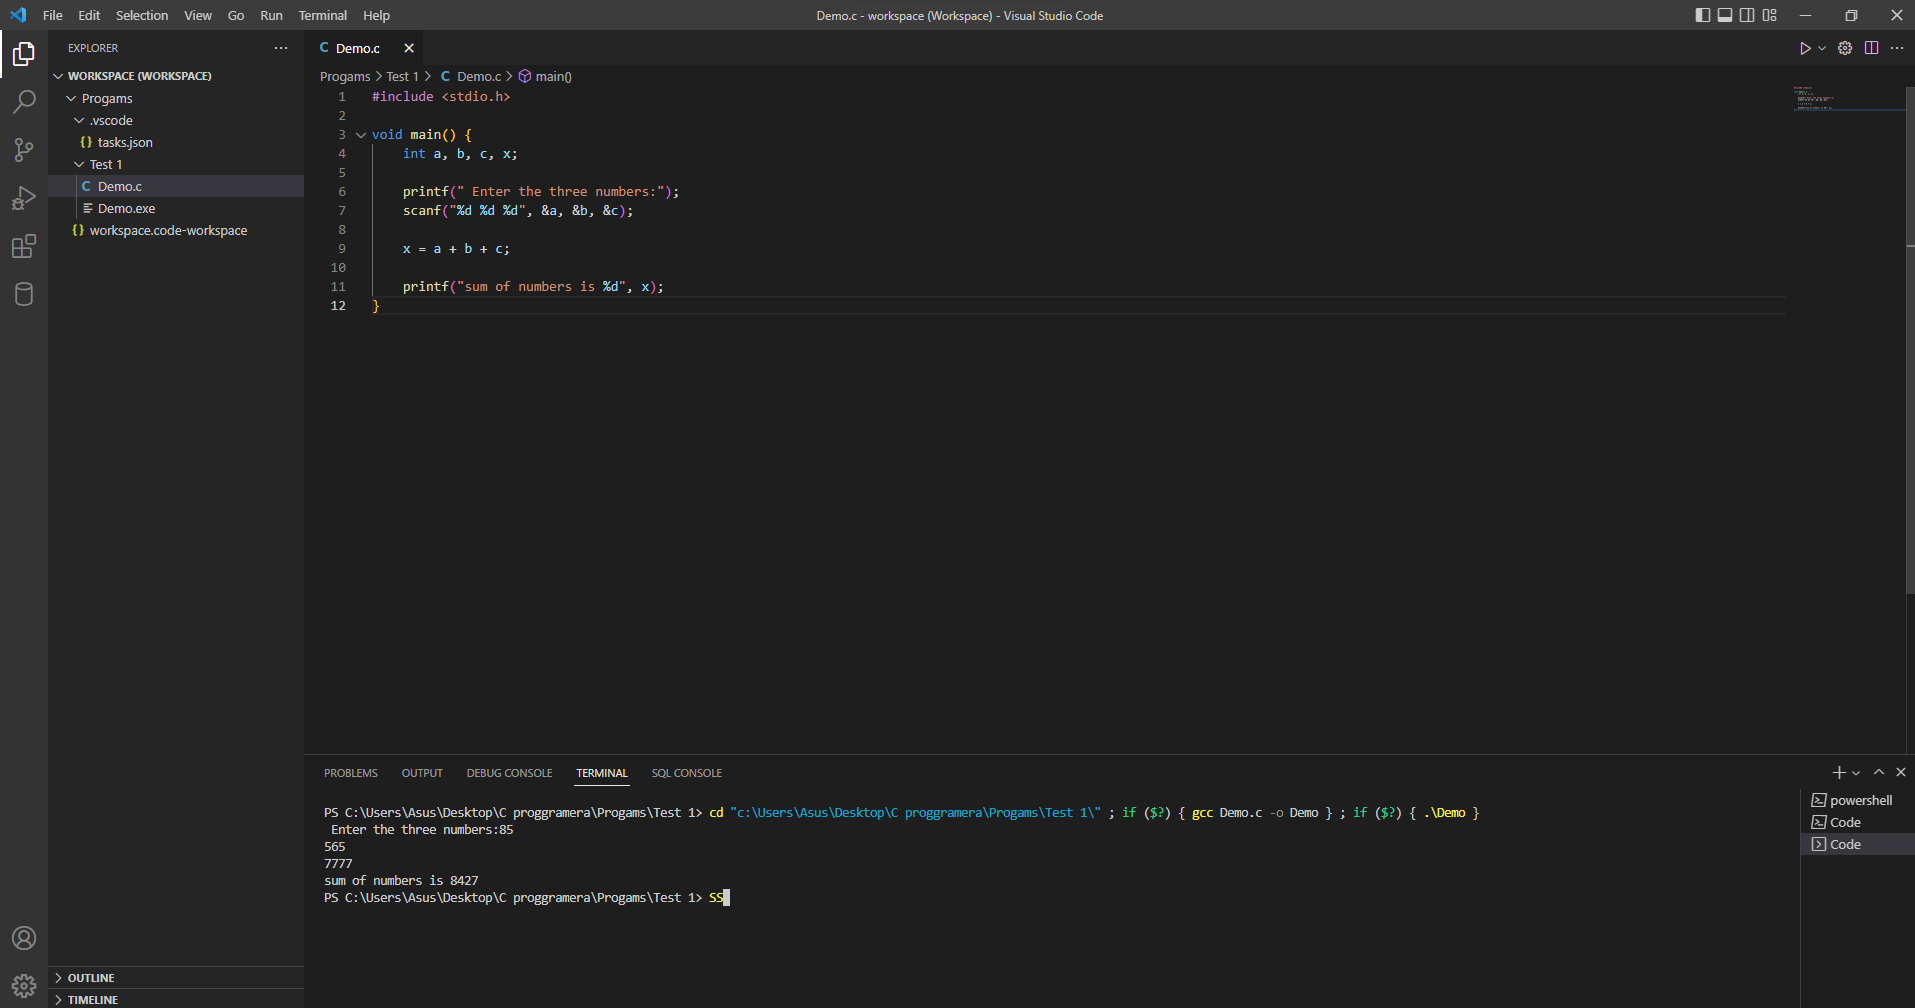 File Edit Selection View Go Run Terminal Help
Demo.c - workspace (Workspace) - Visual Studio Code
EXPLORER
WORKSPACE (WORKSPACE)
Progams
.vscode
{} tasks.json
Test 1
C Demo.c
Demo.exe
{} workspace.code-workspace
OUTLINE
TIMELINE
C Demo.c
Progams > Test 1 > C Demo.c > main()
1 #include <stdio.h>
2
3 void main() {
4 int a, b, c, x;
5
6 printf(" Enter the three numbers:");
7 scanf("%d %d %d", &a, &b, &c);
8
9 x = a + b + c;
10
11 printf("sum of numbers is %d", x);
12 }
PROBLEMS OUTPUT DEBUG CONSOLE TERMINAL SQL CONSOLE
PS C:\Users\Asus\Desktop\C proggramera\Progams\Test 1> cd "c:\Users\Asus\Desktop\C proggramera\Progams\Test 1\" ; if ($?) { gcc Demo.c -o Demo } ; if ($?) { .\Demo }
Enter the three numbers:85
565
7777
sum of numbers is 8427
PS C:\Users\Asus\Desktop\C proggramera\Progams\Test 1> SS
powershell
Code
Code